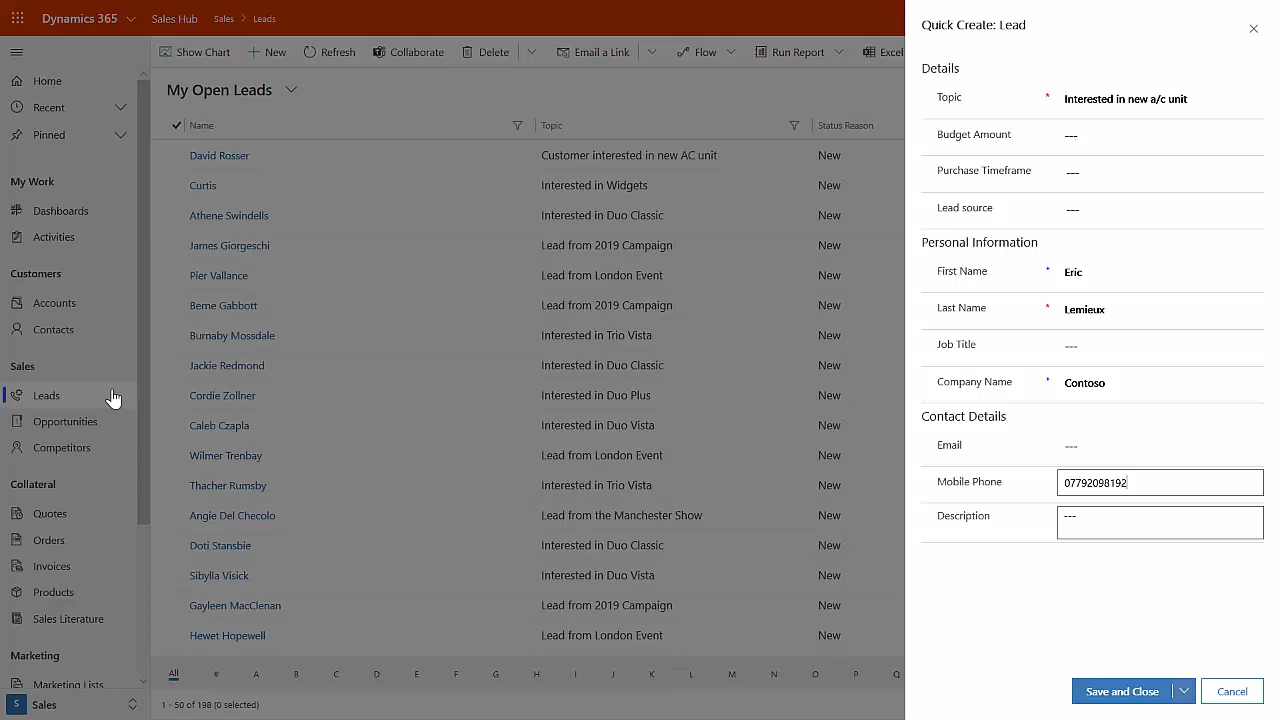 Dynamics 365 Sales Hub Sales > Leads
Show Chart New Refresh Collaborate Delete Email a Link Flow Run Report Excel
Home
Recent
Pinned
My Work
Dashboards
Activities
Customers
Accounts
Contacts
Sales
Leads
Opportunities
Competitors
Collateral
Quotes
Orders
Invoices
Products
Sales Literature
Marketing
Marketing Lists
S Sales
My Open Leads
Name Topic Status Reason
David Rosser Customer interested in new AC unit New
Curtis Interested in Widgets New
Athene Swindells Interested in Duo Classic New
James Giorgeschi Lead from 2019 Campaign New
Pier Vallance Lead from London Event New
Berne Gabbott Lead from 2019 Campaign New
Burnaby Mossdale Interested in Trio Vista New
Jackie Redmond Interested in Duo Classic New
Cordie Zollner Interested in Duo Plus New
Caleb Czapla Interested in Duo Vista New
Wilmer Trenbay Lead from London Event New
Thacher Rumsby Interested in Duo Vista New
Angie Del Checolo Lead from the Manchester Show New
Doti Stansbie Interested in Duo Classic New
Sibylla Visick Interested in Duo Vista New
Gayleen MacClenan Lead from 2019 Campaign New
Hewet Hopewell Lead from London Event New
All # A B C D E F G H I J K L M N O P Q
1 - 50 of 198 (0 selected)
Quick Create: Lead
Details
Topic * Interested in new a/c unit
Budget Amount ---
Purchase Timeframe ---
Lead source ---
Personal Information
First Name * Eric
Last Name * Lemieux
Job Title ---
Company Name * Contoso
Contact Details
Email ---
Mobile Phone 07792098192
Description ---
Save and Close Cancel